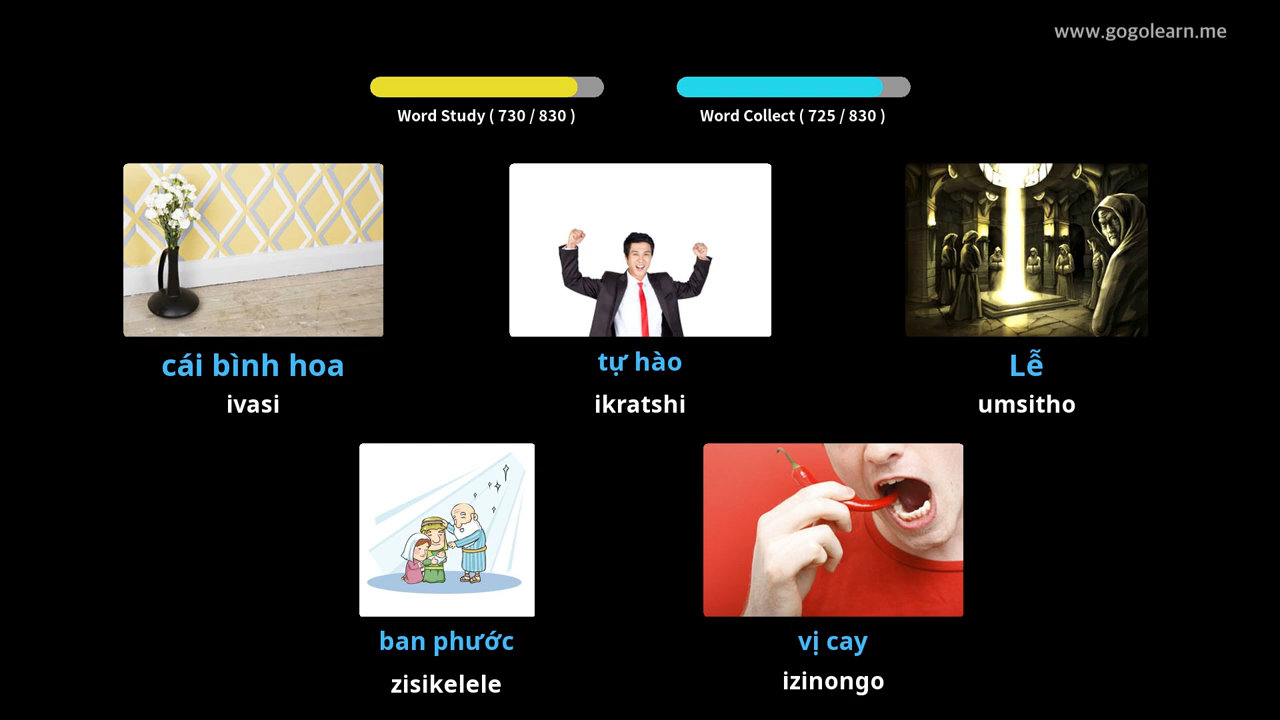 www.gogolearn.me
Word Study ( 730 / 830 )
Word Collect ( 725 / 830 )
cái bình hoa
ivasi
tự hào
ikratshi
Lễ
umsitho
ban phước
zisikelele
vị cay
izinongo